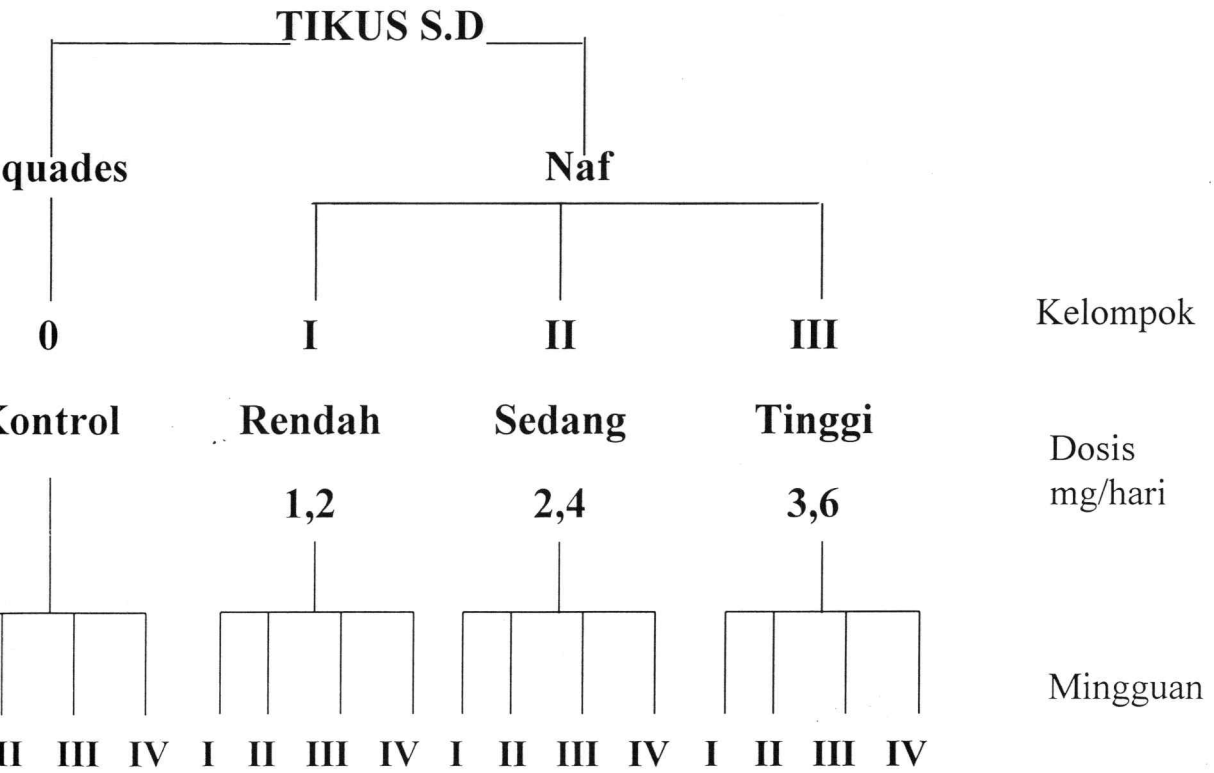 TIKUS S.D
quades Naf
0 I II III Kelompok
Kontrol Rendah Sedang Tinggi
Dosis
1,2 2,4 3,6 mg/hari
Mingguan
II III IV I II III IV I II III IV I II III IV